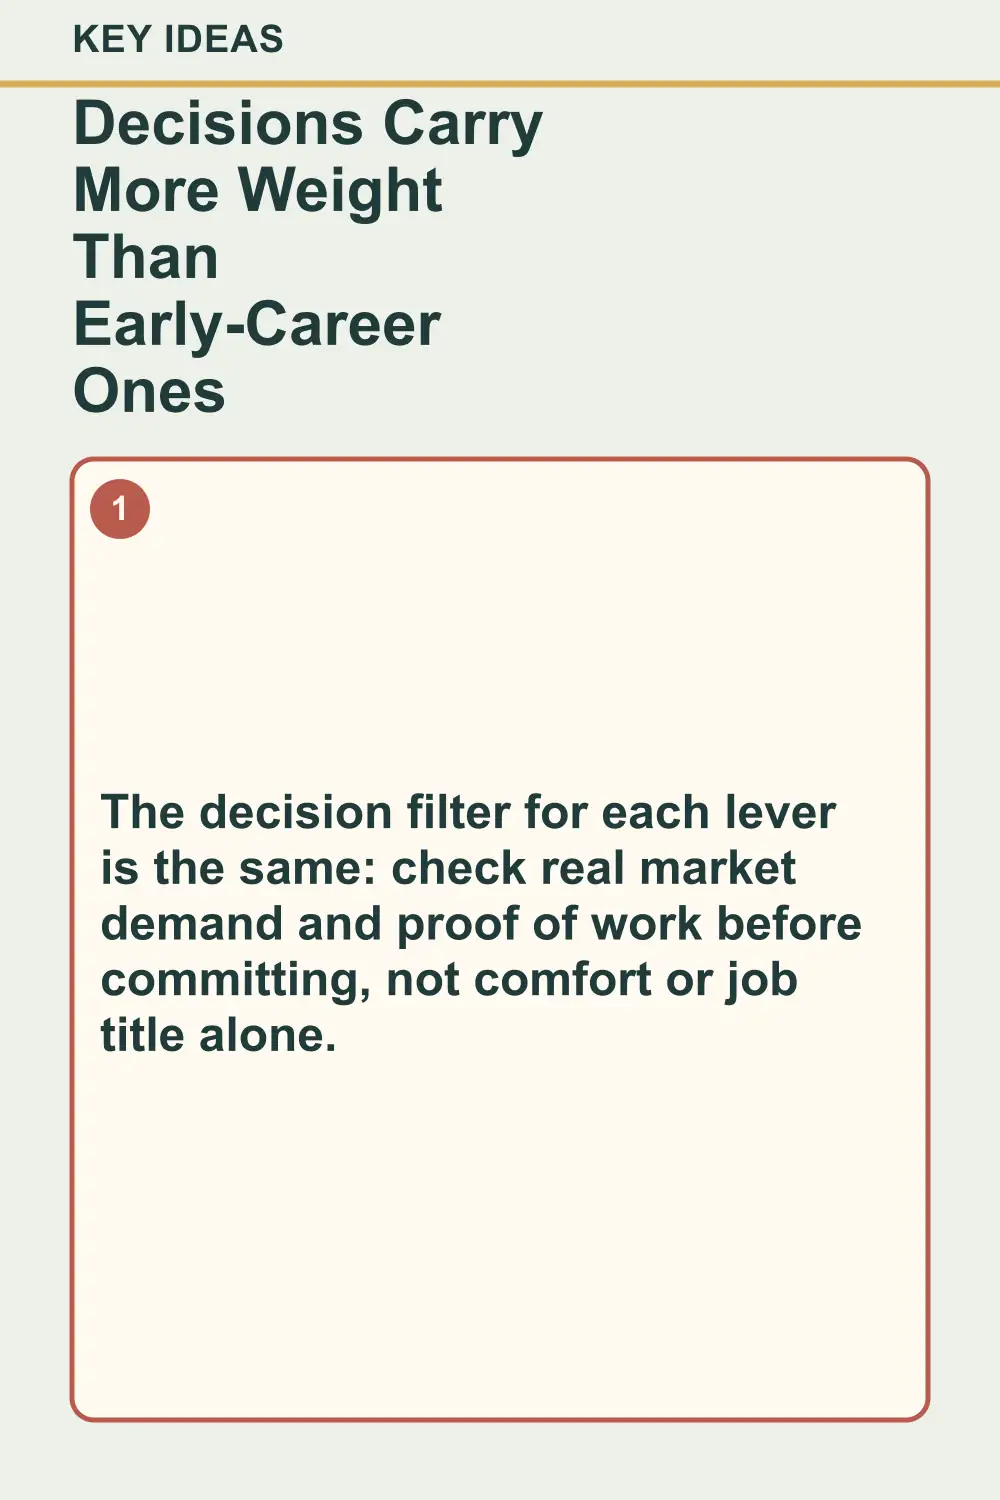 KEY IDEAS
Decisions Carry
More Weight
Than
Early-Career
Ones
1
The decision filter for each lever
is the same: check real market
demand and proof of work before
committing, not comfort or job
title alone.